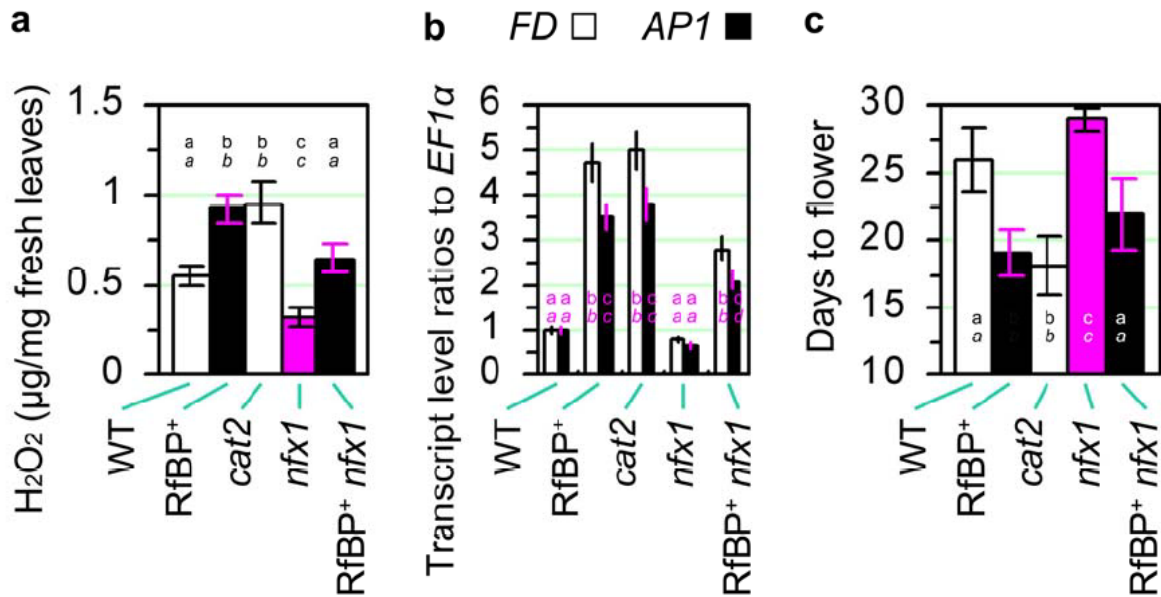 a
H₂O₂ (µg/mg fresh leaves)
1.5
1
0.5
0
a b b c a
a b b c a
WT
RfBP⁺
cat2
nfx1
RfBP⁺ nfx1
b FD AP1
Transcript level ratios to EF1α
6
5
4
3
2
1
0
a a b c b c a a b d
a a b c b c a a b d
WT
RfBP⁺
cat2
nfx1
RfBP⁺ nfx1
c
Days to flower
30
25
20
15
10
a b b c a
a b b c a
WT
RfBP⁺
cat2
nfx1
RfBP⁺ nfx1